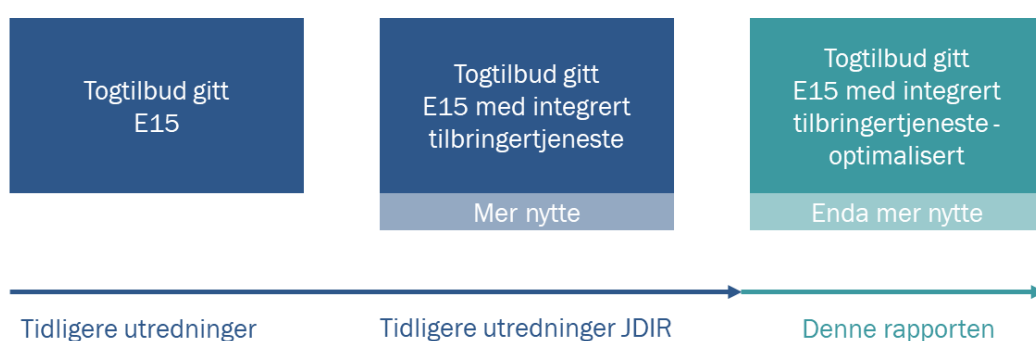 Togtilbud gitt
E15
Togtilbud gitt
E15 med integrert
tilbringertjeneste
Mer nytte
Togtilbud gitt
E15 med integrert
tilbringertjeneste -
optimalisert
Enda mer nytte
Tidligere utredninger
Tidligere utredninger JDIR
Denne rapporten